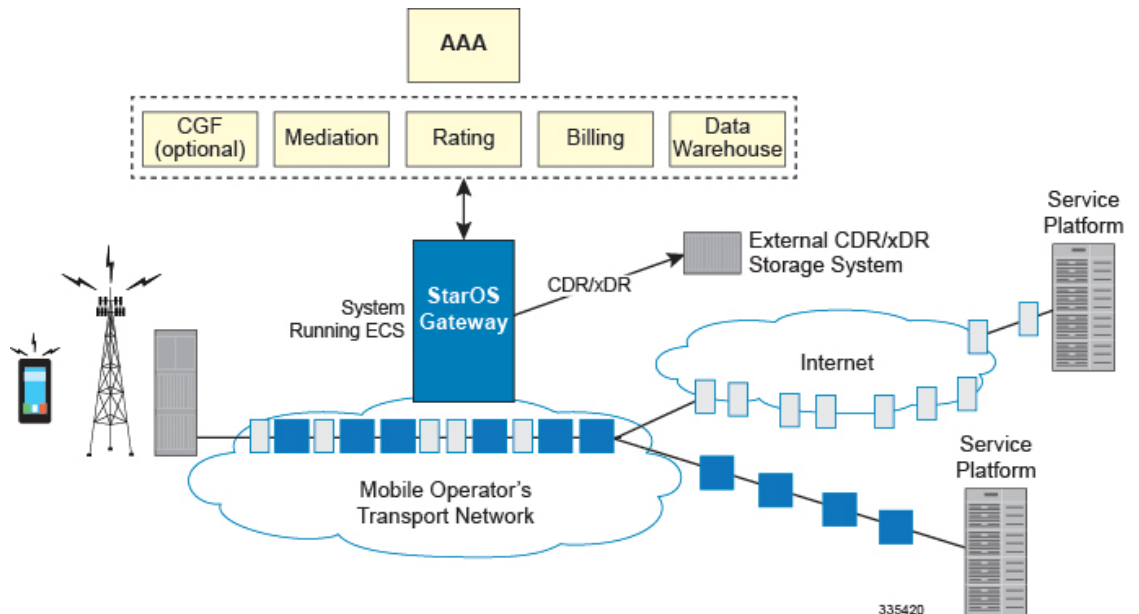 AAA
CGF
(optional)
Mediation
Rating
Billing
Data
Warehouse
Service
Platform
External CDR/xDR
Storage System
CDR/xDR
StarOS
Gateway
System
Running ECS
Internet
Mobile Operator's
Transport Network
Service
Platform
335420